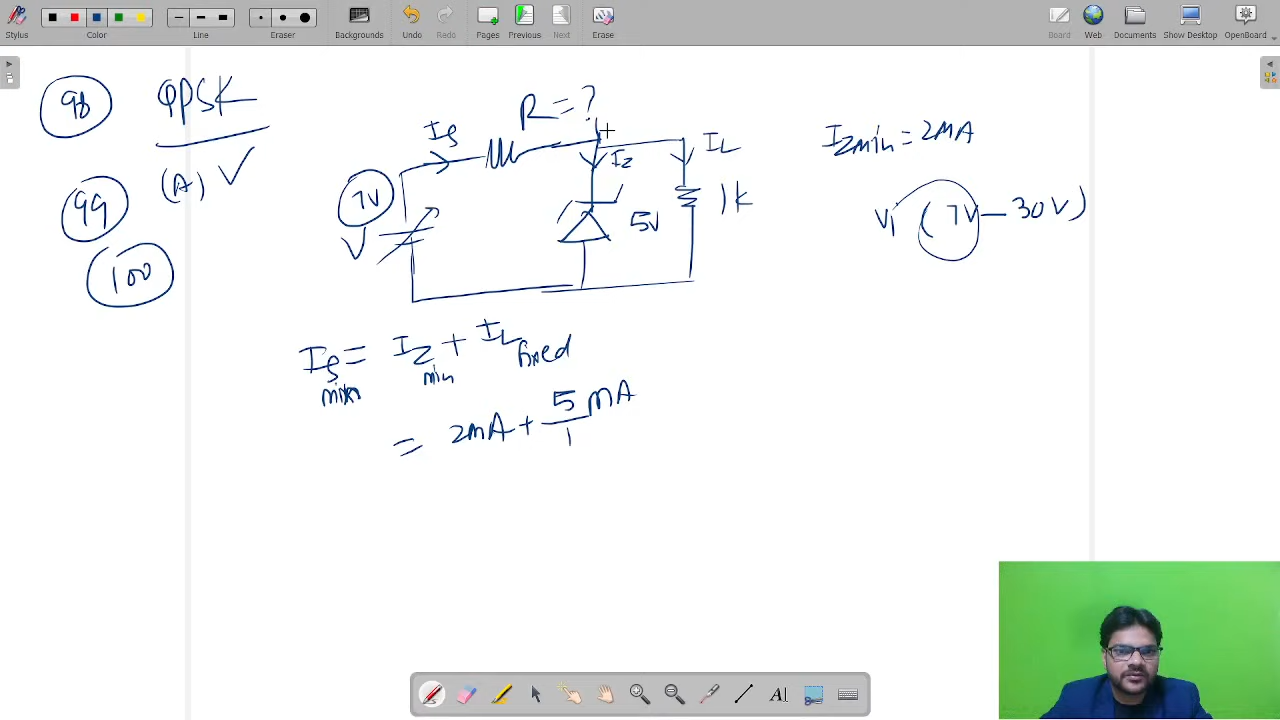 Stylus
Color
Line
Eraser
Backgrounds
Undo
Redo
Pages
Previous
Next
Erase
Board
Web
Documents
Show Desktop
OpenBoard
98
QPSK
(A) ✓
99
100
R=?
Is
+
Iz
IL
7V
V
5V
1K
Izmin = 2mA
Vi ( 7V — 30V )
Is = Iz + IL fixed
min min
= 2mA + 5/1 mA
AI